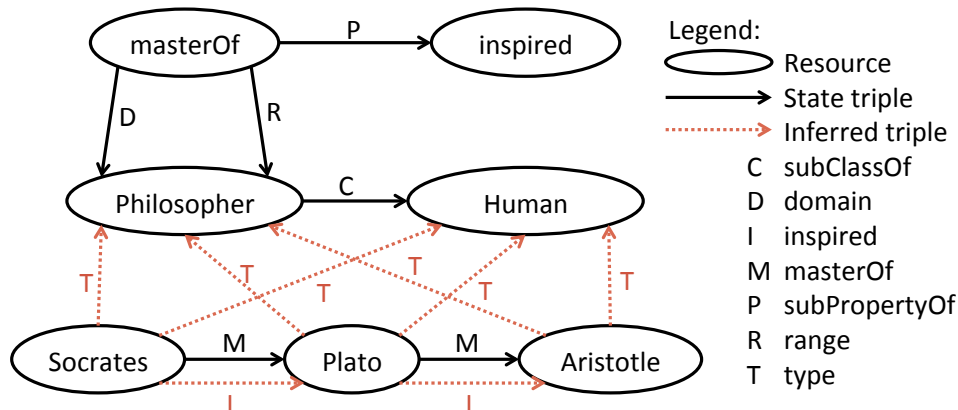 masterOf
P
inspired
D
R
Philosopher
C
Human
T
T
T
T
T
T
Socrates
M
Plato
M
Aristotle
I
I
Legend:
Resource
State triple
Inferred triple
C subClassOf
D domain
I inspired
M masterOf
P subPropertyOf
R range
T type